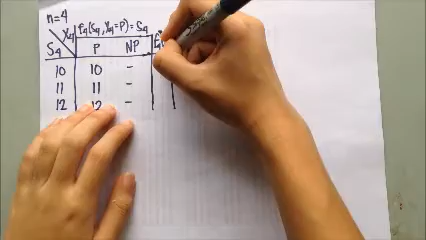 n=4
X4 f4(S4, X4=P) = S4
S4 P NP
10 10 -
11 11 -
12 12 -